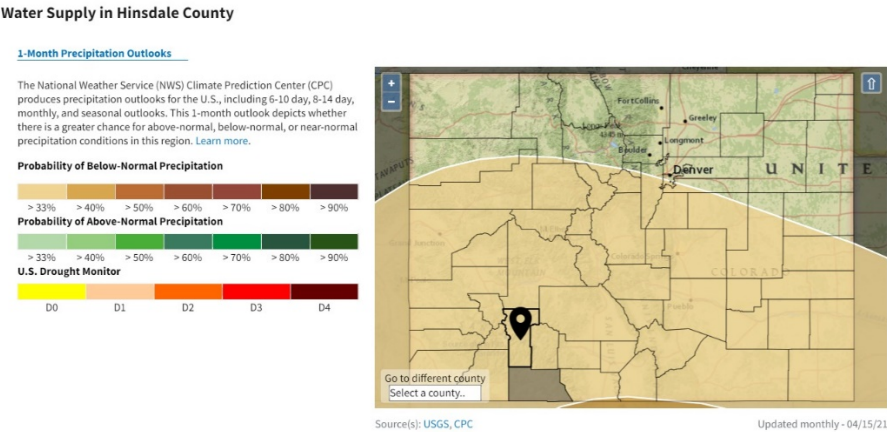 Water Supply in Hinsdale County
1-Month Precipitation Outlooks
The National Weather Service (NWS) Climate Prediction Center (CPC)
produces precipitation outlooks for the U.S., including 6-10 day, 8-14 day,
monthly, and seasonal outlooks. This 1-month outlook depicts whether
there is a greater chance for above-normal, below-normal, or near-normal
precipitation conditions in this region. Learn more.
Probability of Below-Normal Precipitation
> 33% > 40% > 50% > 60% > 70% > 80% > 90%
Probability of Above-Normal Precipitation
> 33% > 40% > 50% > 60% > 70% > 80% > 90%
U.S. Drought Monitor
D0 D1 D2 D3 D4
+
−
⇧
Fort Collins
Greeley
Longmont
Boulder
Denver
UNITE
COLORADO
Pueblo
Go to different county
Select a county..
Source(s): USGS, CPC
Updated monthly - 04/15/21